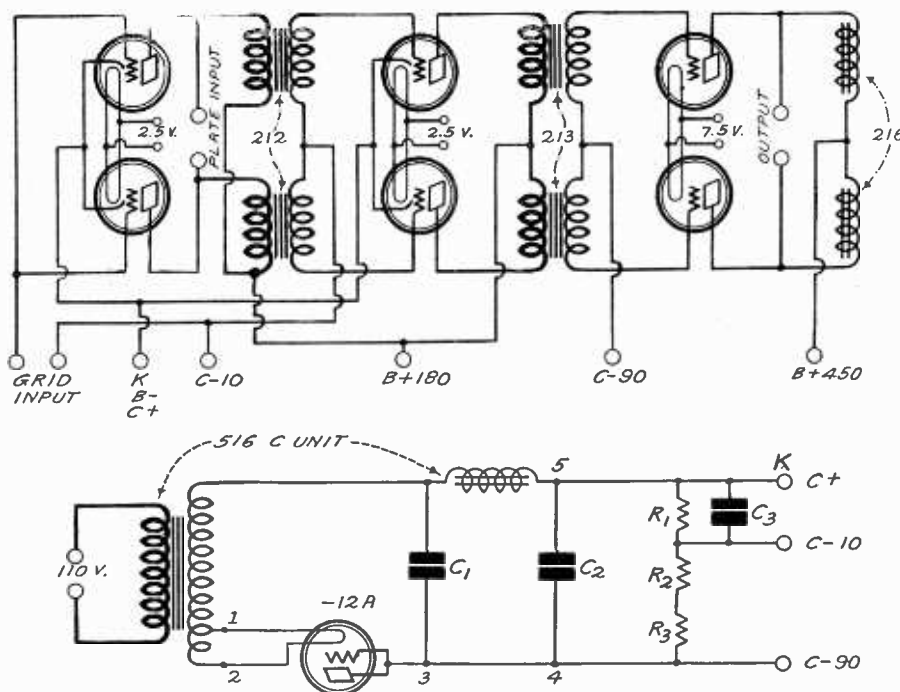 2.5 V.
PLATE INPUT
212
2.5 V.
213
7.5 V.
OUTPUT
216
GRID
INPUT
K
B-
C+
C-10
B+180
C-90
B+450
516 C UNIT
110 V.
1
2
-12A
3
4
5
C1
C2
R1
R2
R3
C3
K
C+
C-10
C-90